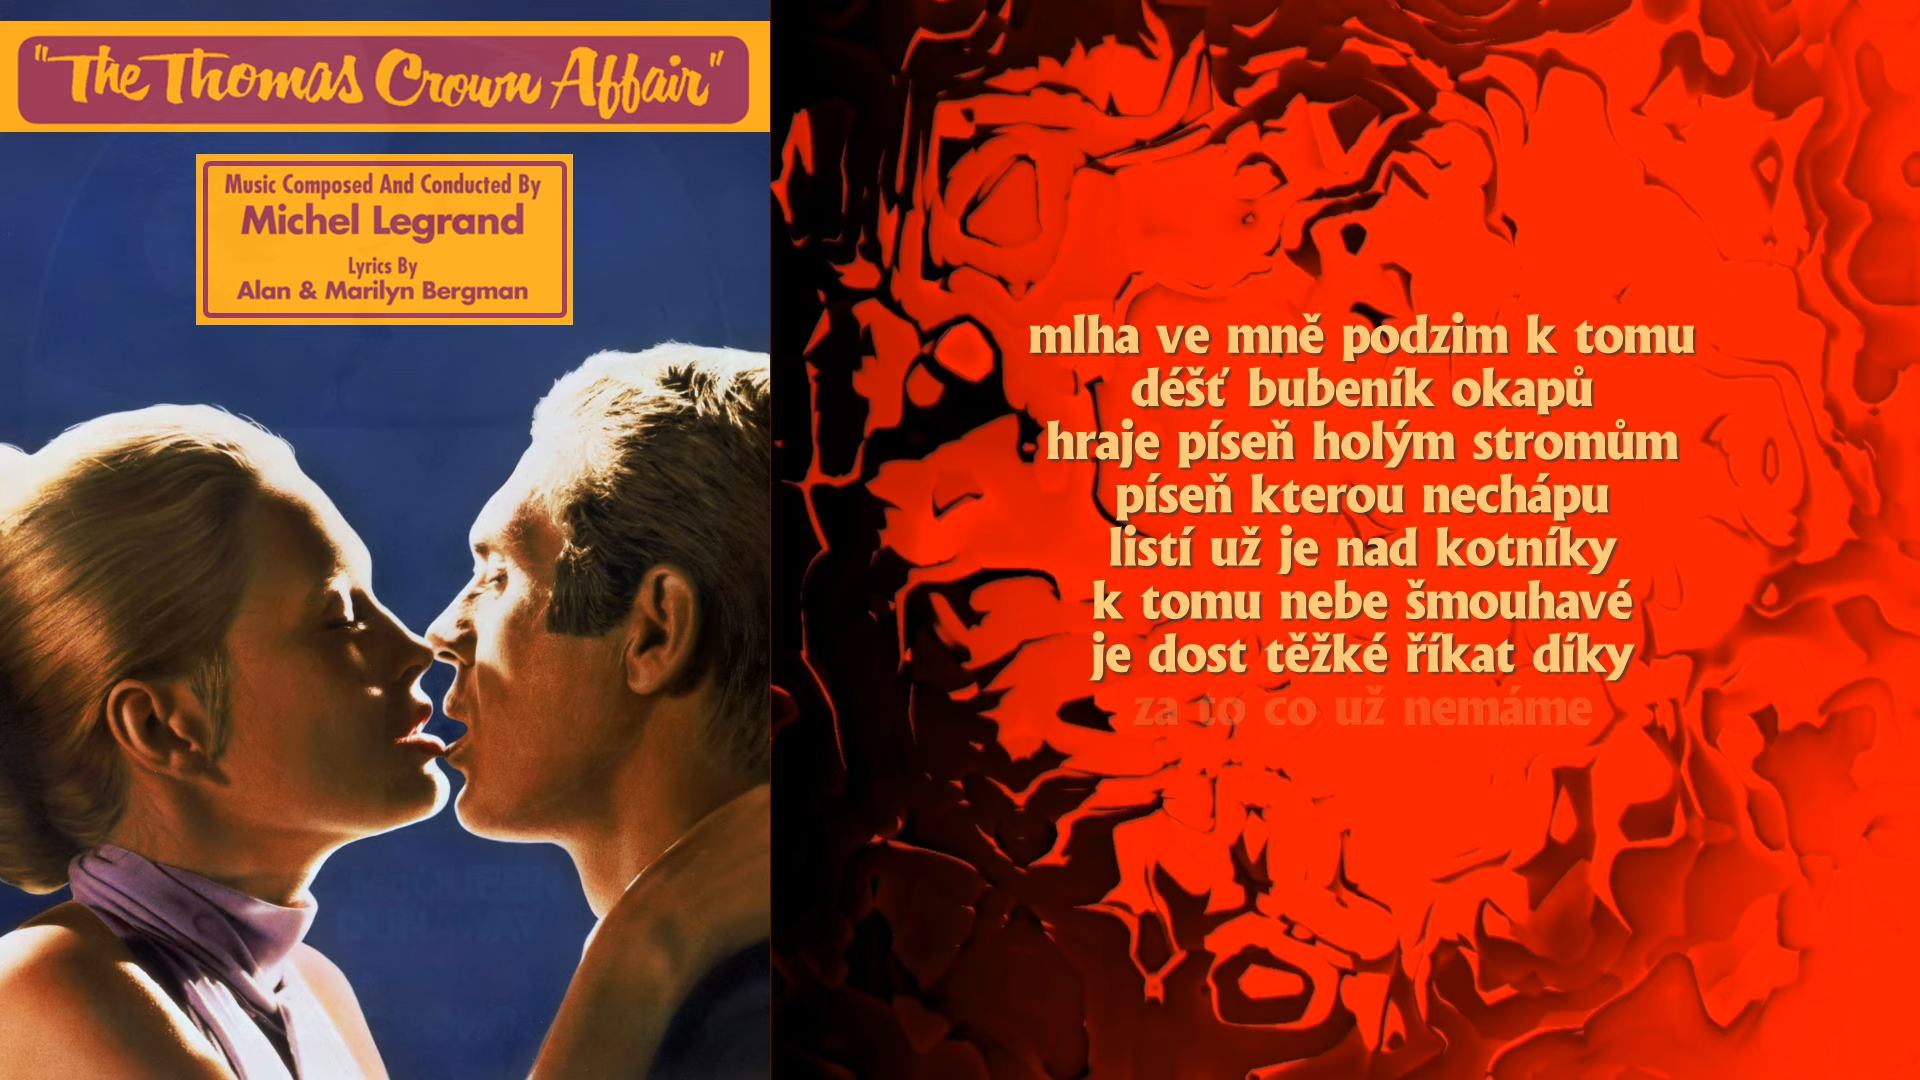 "The Thomas Crown Affair"
Music Composed And Conducted By
Michel Legrand
Lyrics By
Alan & Marilyn Bergman
mlha ve mně podzim k tomu
déšť bubeník okapů
hraje píseň holým stromům
píseň kterou nechápu
listí už je nad kotníky
k tomu nebe šmouhavé
je dost těžké říkat díky
za to co už nemáme